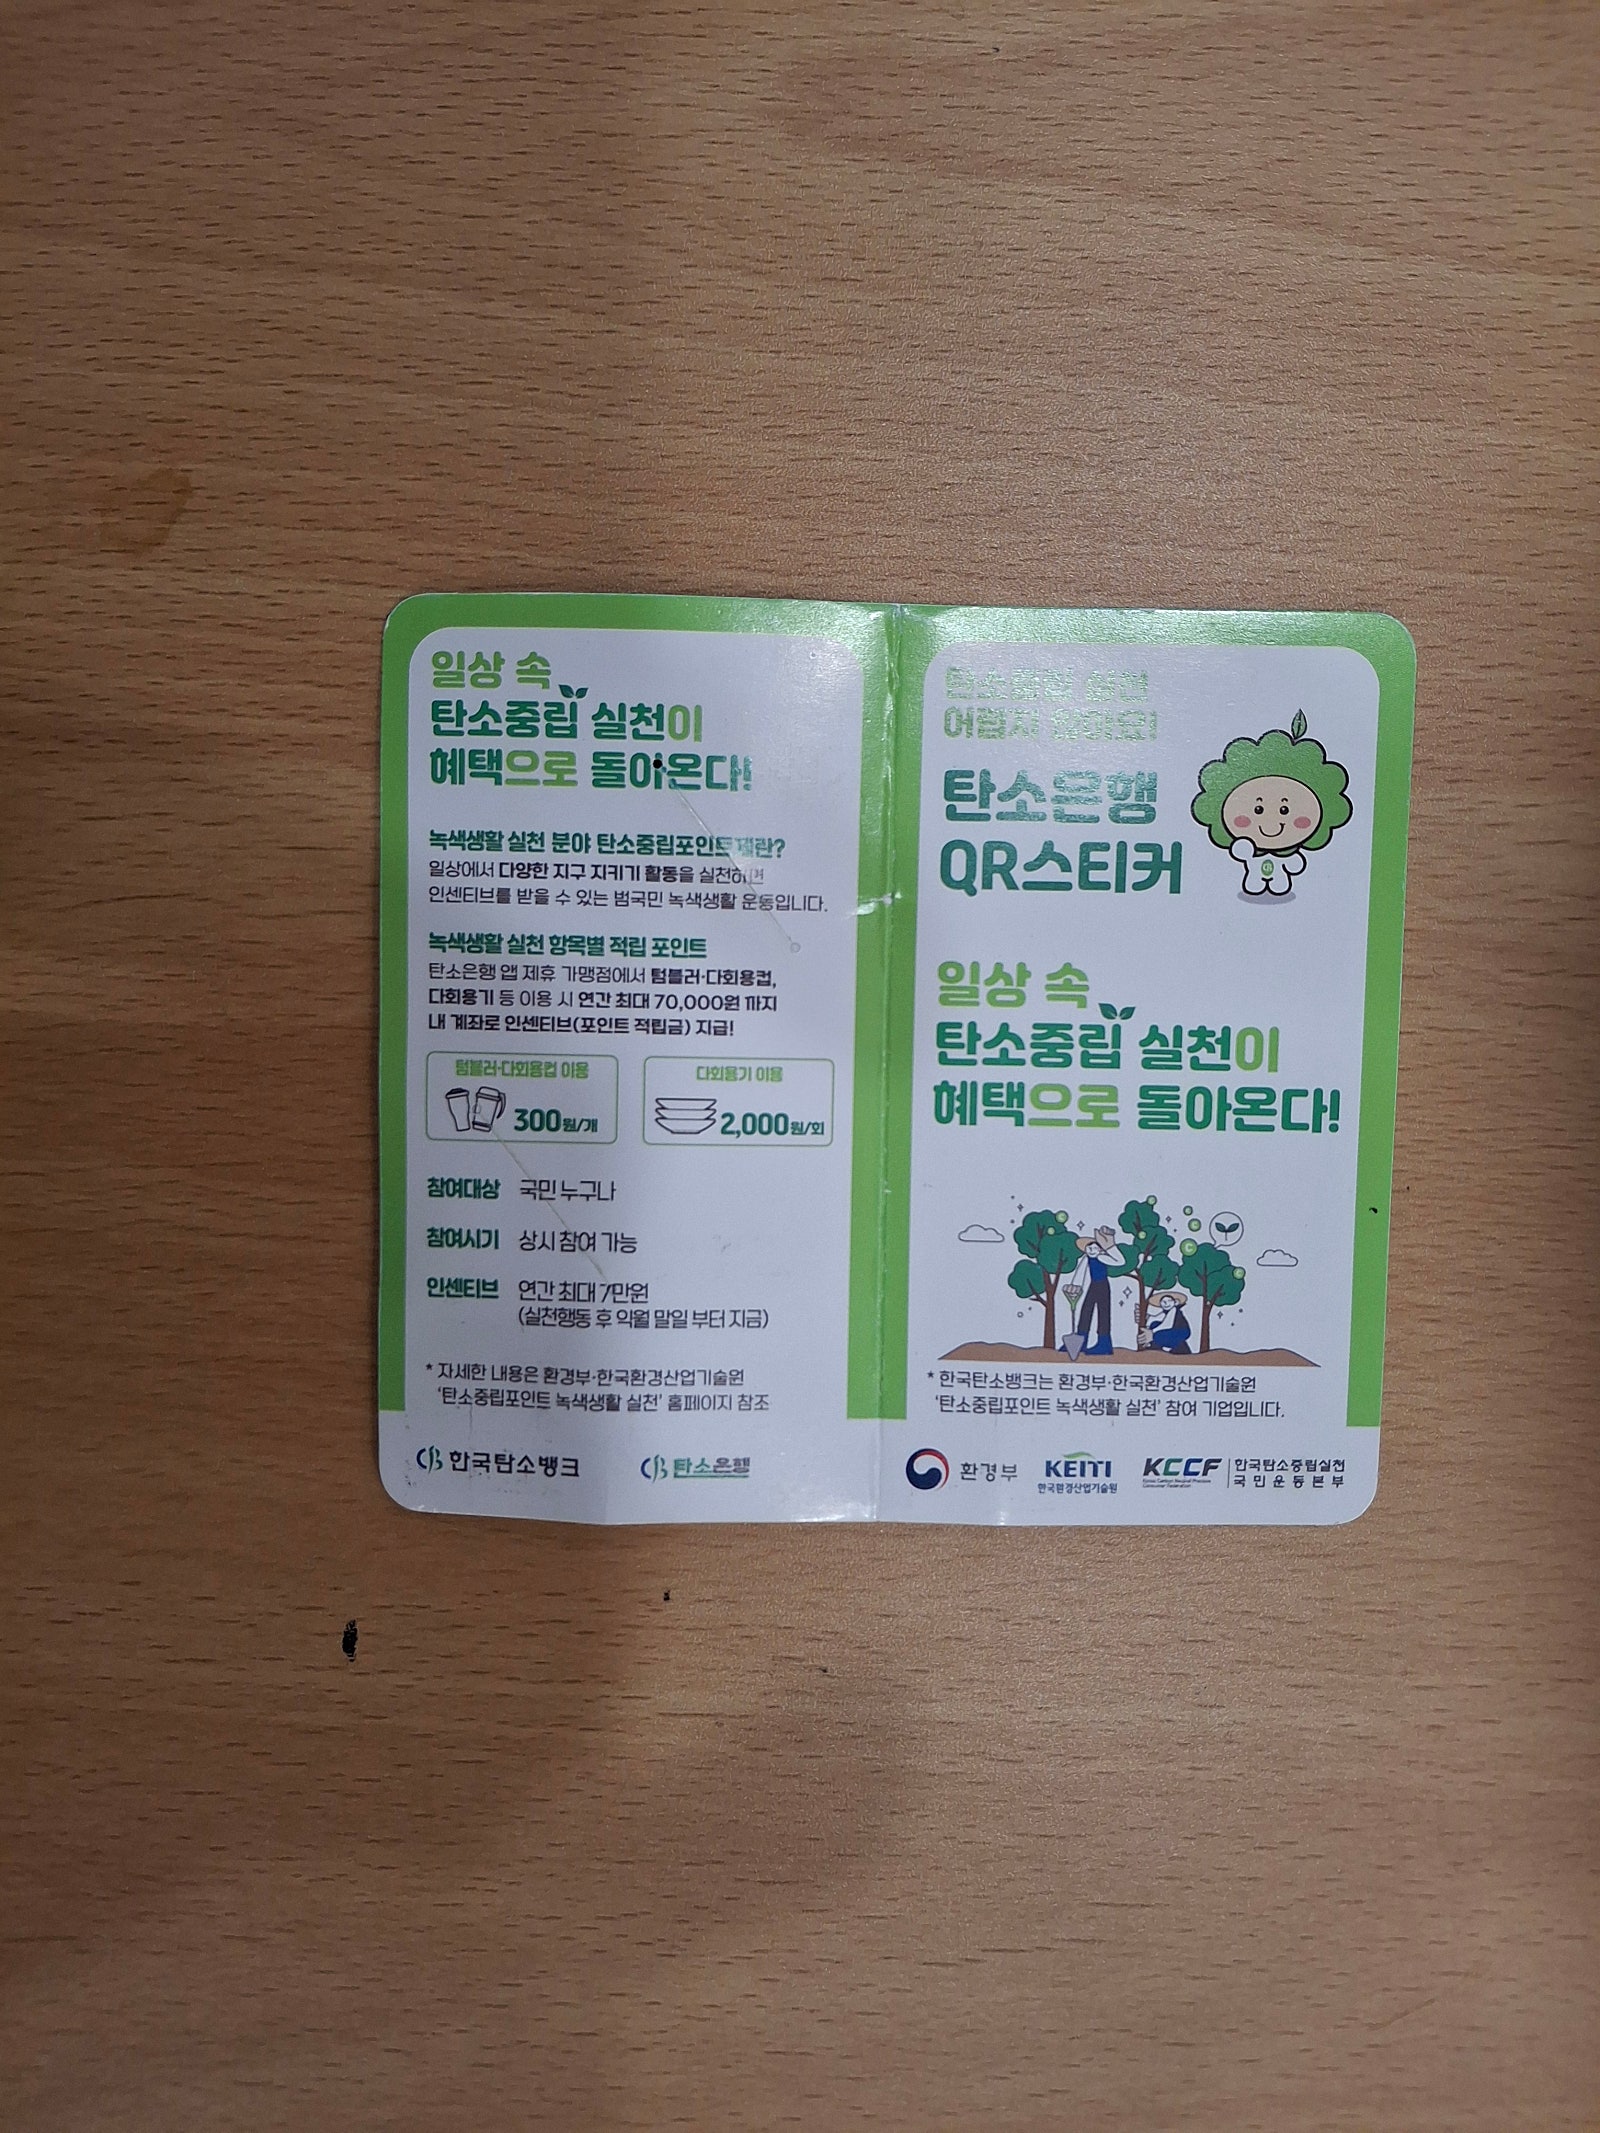 일상 속
탄소중립 실천이
혜택으로 돌아온다!
녹색생활 실천 분야 탄소중립포인트제란?
일상에서 다양한 지구 지키기 활동을 실천하면
인센티브를 받을 수 있는 범국민 녹색생활 운동입니다.
녹색생활 실천 항목별 적립 포인트
탄소은행 앱 제휴 가맹점에서 텀블러·다회용컵,
다회용기 등 이용 시 연간 최대 70,000원 까지
내 계좌로 인센티브(포인트 적립금) 지급!
텀블러·다회용컵 이용
300원/개
다회용기 이용
2,000원/회
참여대상 국민 누구나
참여시기 상시 참여 가능
인센티브 연간 최대 7만원
(실천행동 후 익월 말일 부터 지금)
* 자세한 내용은 환경부·한국환경산업기술원
'탄소중립포인트 녹색생활 실천' 홈페이지 참조
CB 한국탄소뱅크
CB 탄소은행
탄소중립 실천
어렵지 않아요!
탄소은행
QR스티커
일상 속
탄소중립 실천이
혜택으로 돌아온다!
* 한국탄소뱅크는 환경부·한국환경산업기술원
'탄소중립포인트 녹색생활 실천' 참여 기업입니다.
환경부
KEITI
한국환경산업기술원
KCCF
한국탄소중립실천
국민운동본부